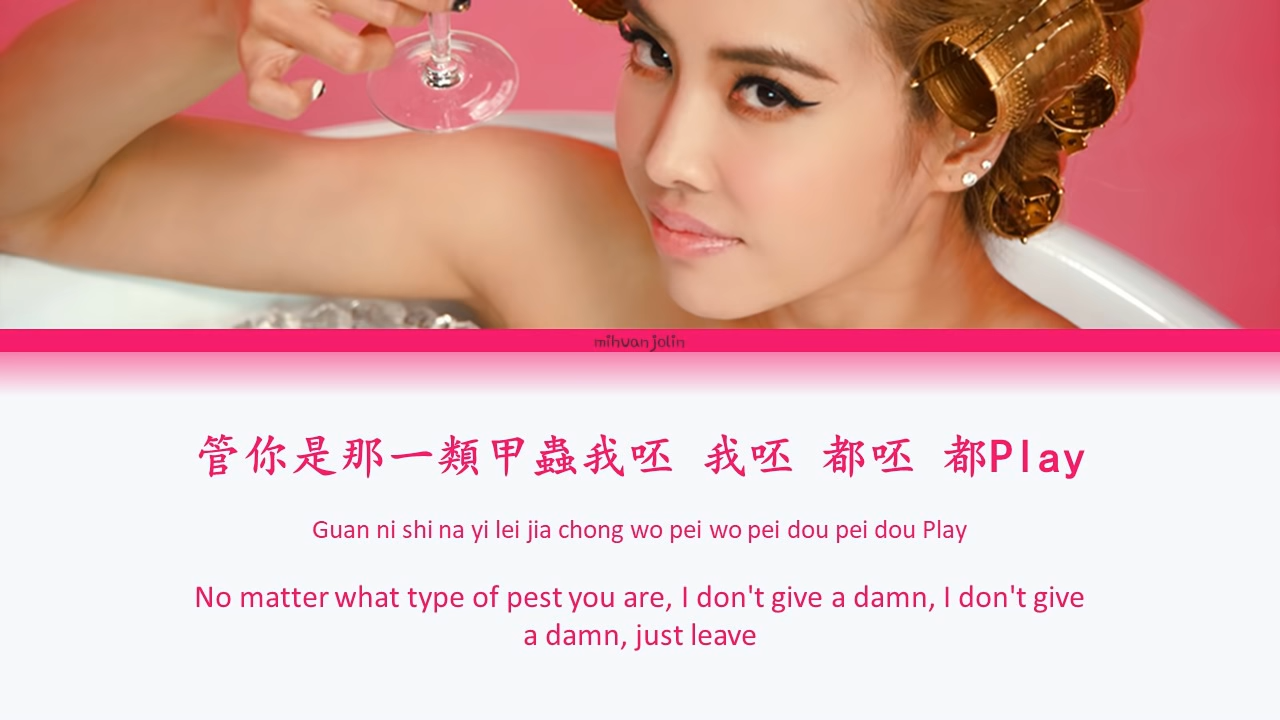 mihuan jolin
管你是那一類甲蟲我呸 我呸 都呸 都Play
Guan ni shi na yi lei jia chong wo pei wo pei dou pei dou Play
No matter what type of pest you are, I don't give a damn, I don't give
a damn, just leave